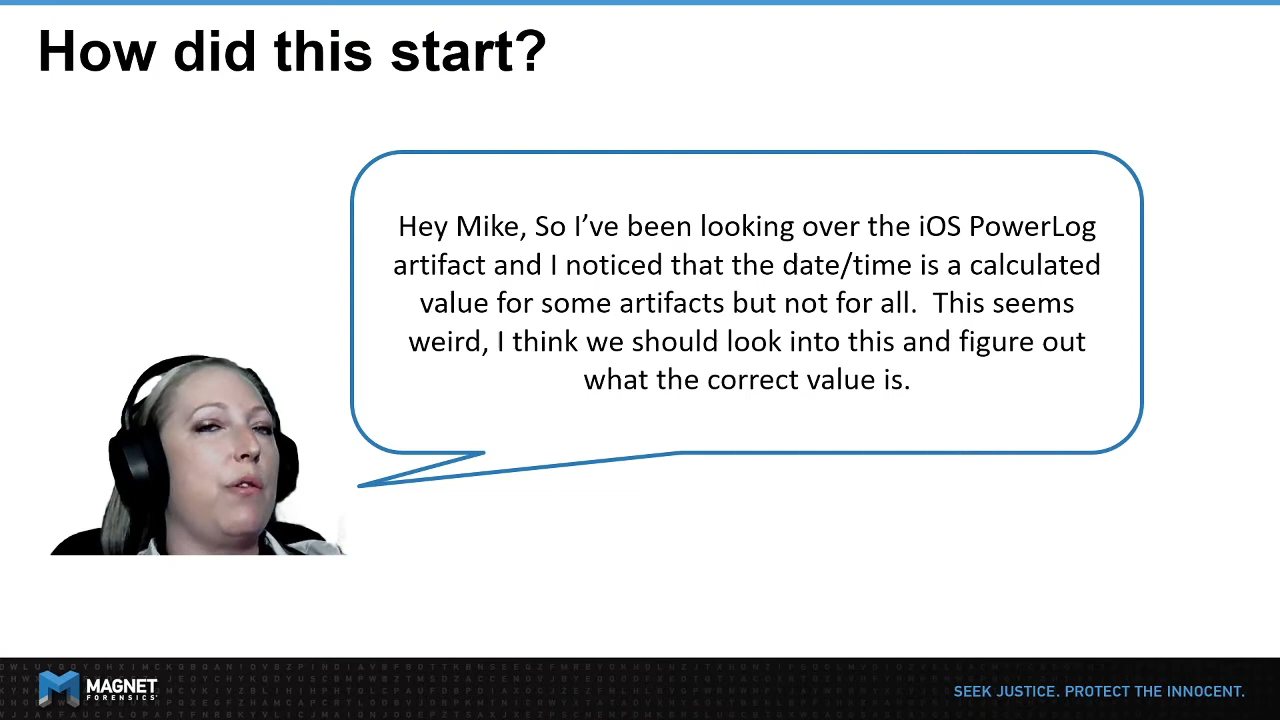 How did this start?
Hey Mike, So I’ve been looking over the iOS PowerLog
artifact and I noticed that the date/time is a calculated
value for some artifacts but not for all.  This seems
weird, I think we should look into this and figure out
what the correct value is.
MAGNET
FORENSICS
SEEK JUSTICE. PROTECT THE INNOCENT.